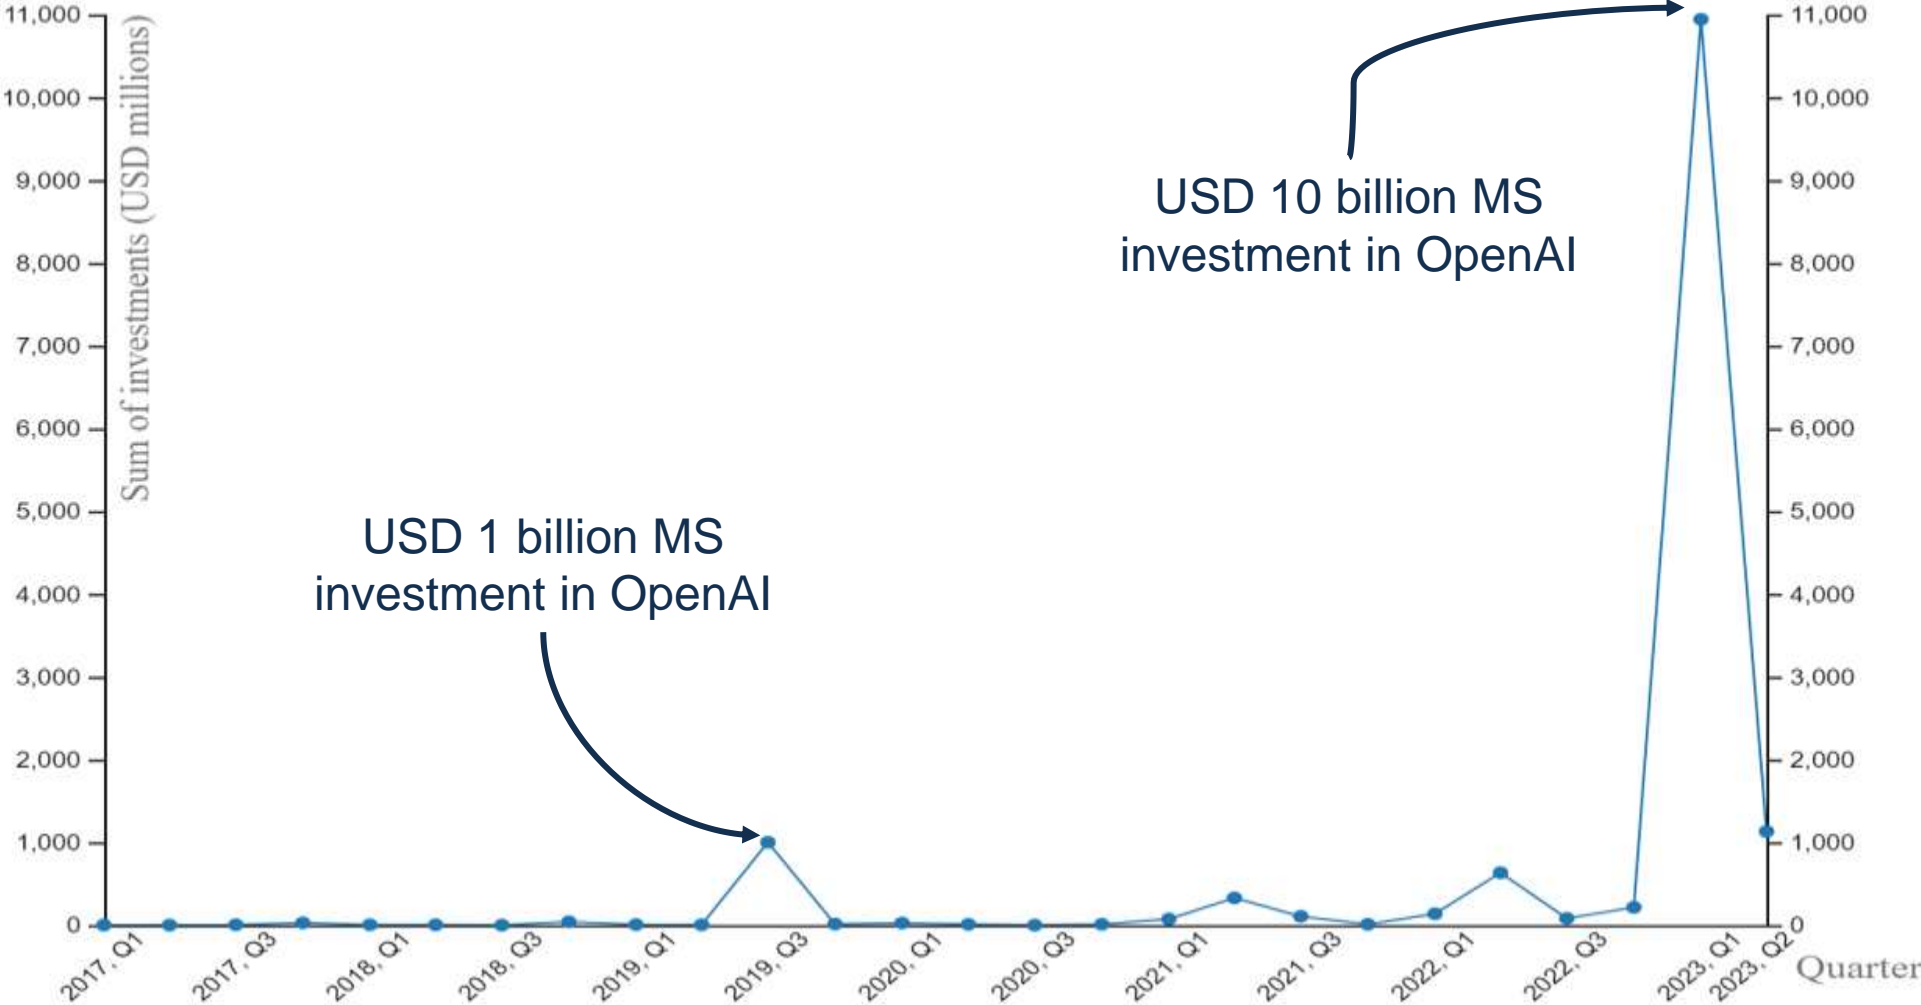 Sum of investments (USD millions)
11,000
10,000
9,000
8,000
7,000
6,000
5,000
4,000
3,000
2,000
1,000
0
USD 10 billion MS
investment in OpenAI
USD 1 billion MS
investment in OpenAI
11,000
10,000
9,000
8,000
7,000
6,000
5,000
4,000
3,000
2,000
1,000
0
2017, Q1
2017, Q3
2018, Q1
2018, Q3
2019, Q1
2019, Q3
2020, Q1
2020, Q3
2021, Q1
2021, Q3
2022, Q1
2022, Q3
2023, Q1
2023, Q2
Quarter